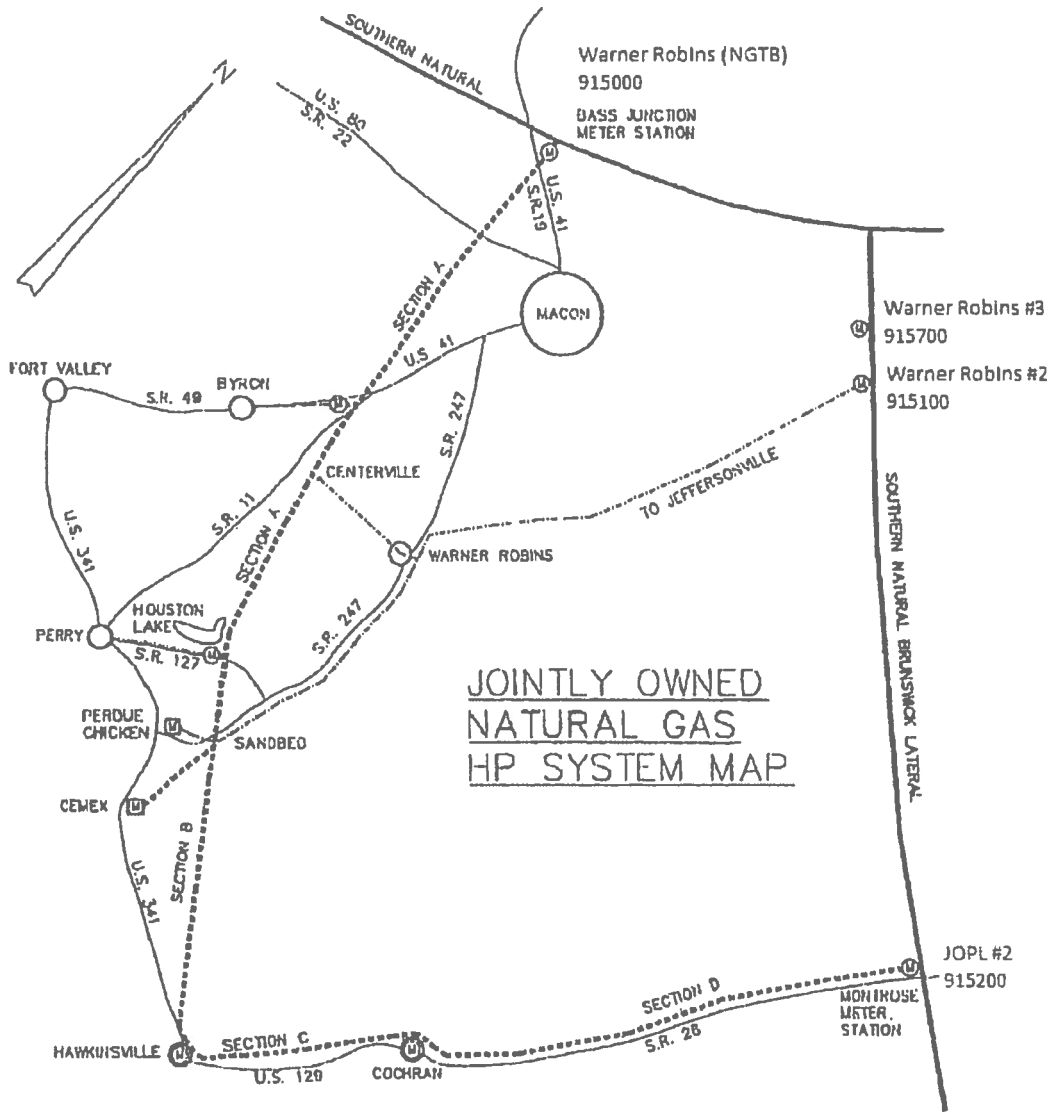 SOUTHERN NATURAL
Warner Robins (NGTB)
915000
BASS JUNCTION
METER STATION
N
U.S. 80
S.R. 22
M
U.S. 41
S.R.19
SECTION A
MACON
Warner Robins #3
915700
M
Warner Robins #2
915100
M
FORT VALLEY
BYRON
S.R. 49
M
U.S 41
S.R. 247
CENTERVILLE
TO JEFFERSONVILLE
SOUTHERN NATURAL BRUNSWICK LATERAL
S.R. 11
SECTION A
U.S. 341
WARNER ROBINS
HOUSTON
LAKE
PERRY
S.R. 127
M
S.R. 247
JOINTLY OWNED
NATURAL GAS
HP SYSTEM MAP
PERDUE
CHICKEN
M
SANDBED
CEMEX
M
SECTION B
U.S. 341
JOPL #2
915200
M
MONTROSE
METER.
STATION
SECTION D
S.R. 26
SECTION C
HAWKINSVILLE
M
U.S. 129
M
COCHRAN